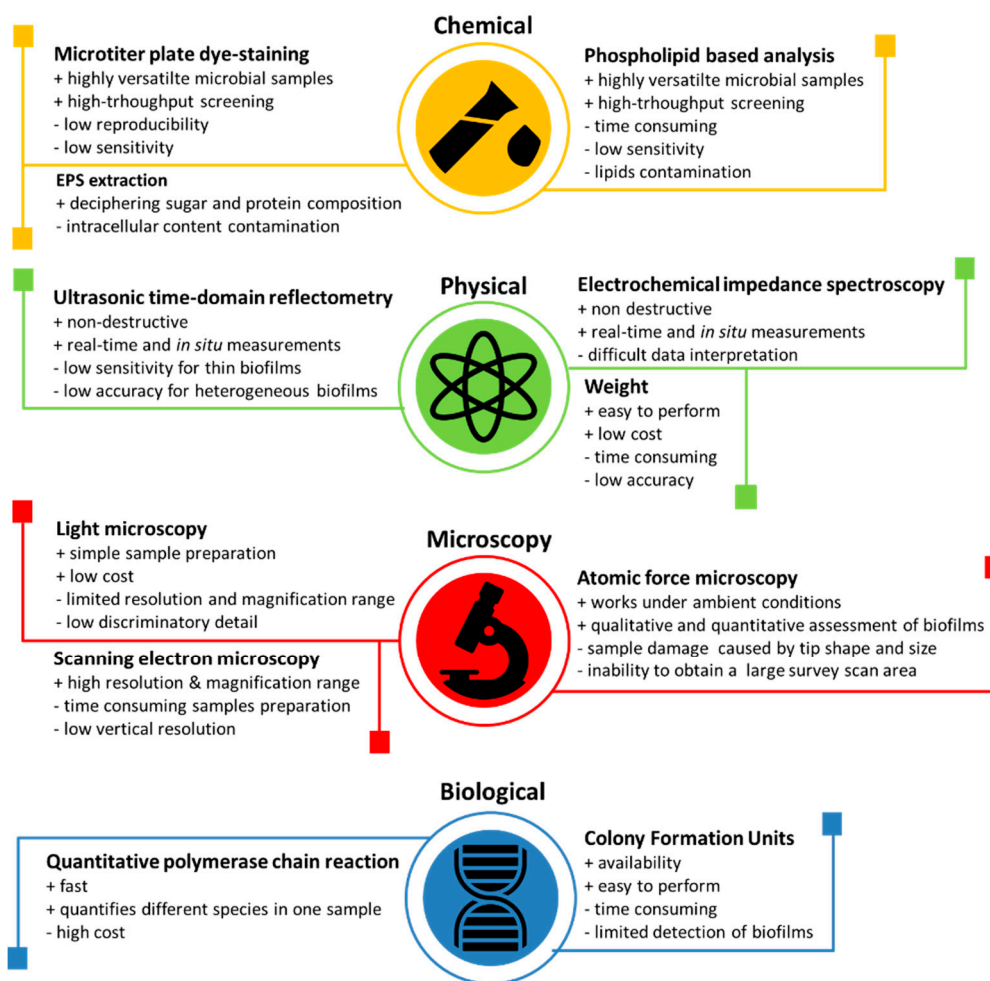 Chemical
Microtiter plate dye-staining
+ highly versatilte microbial samples
+ high-trhoughput screening
- low reproducibility
- low sensitivity
EPS extraction
+ deciphering sugar and protein composition
- intracellular content contamination
Phospholipid based analysis
+ highly versatilte microbial samples
+ high-trhoughput screening
- time consuming
- low sensitivity
- lipids contamination
Physical
Ultrasonic time-domain reflectometry
+ non-destructive
+ real-time and in situ measurements
- low sensitivity for thin biofilms
- low accuracy for heterogeneous biofilms
Electrochemical impedance spectroscopy
+ non destructive
+ real-time and in situ measurements
- difficult data interpretation
Weight
+ easy to perform
+ low cost
- time consuming
- low accuracy
Microscopy
Light microscopy
+ simple sample preparation
+ low cost
- limited resolution and magnification range
- low discriminatory detail
Scanning electron microscopy
+ high resolution & magnification range
- time consuming samples preparation
- low vertical resolution
Atomic force microscopy
+ works under ambient conditions
+ qualitative and quantitative assessment of biofilms
- sample damage caused by tip shape and size
- inability to obtain a large survey scan area
Biological
Quantitative polymerase chain reaction
+ fast
+ quantifies different species in one sample
- high cost
Colony Formation Units
+ availability
+ easy to perform
- time consuming
- limited detection of biofilms